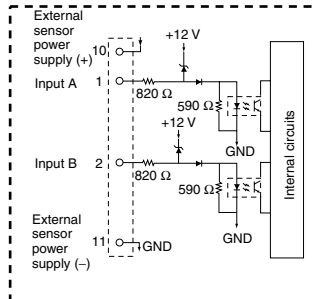 External
sensor
power
supply (+)
10
+12 V
Input A
1
820 Ω
590 Ω
GND
+12 V
Input B
2
820 Ω
590 Ω
GND
External
sensor
power
supply (−)
11
GND
Internal circuits